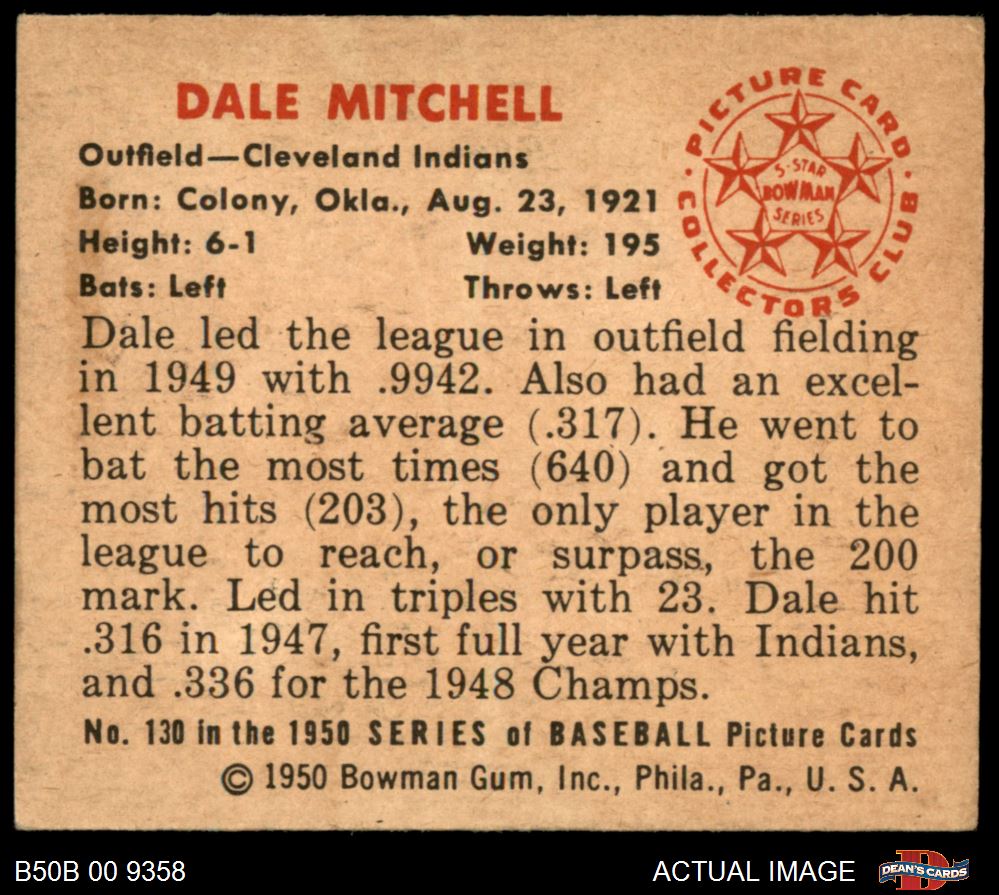 DALE MITCHELL
Outfield—Cleveland Indians
Born: Colony, Okla., Aug. 23, 1921
Height: 6-1 Weight: 195
Bats: Left Throws: Left
PICTURE CARD
COLLECTORS CLUB
5-STAR
BOWMAN
SERIES
Dale led the league in outfield fielding
in 1949 with .9942. Also had an excel-
lent batting average (.317). He went to
bat the most times (640) and got the
most hits (203), the only player in the
league to reach, or surpass, the 200
mark. Led in triples with 23. Dale hit
.316 in 1947, first full year with Indians,
and .336 for the 1948 Champs.
No. 130 in the 1950 SERIES of BASEBALL Picture Cards
© 1950 Bowman Gum, Inc., Phila., Pa., U. S. A.
B50B 00 9358 ACTUAL IMAGE
D
DEAN'S CARDS